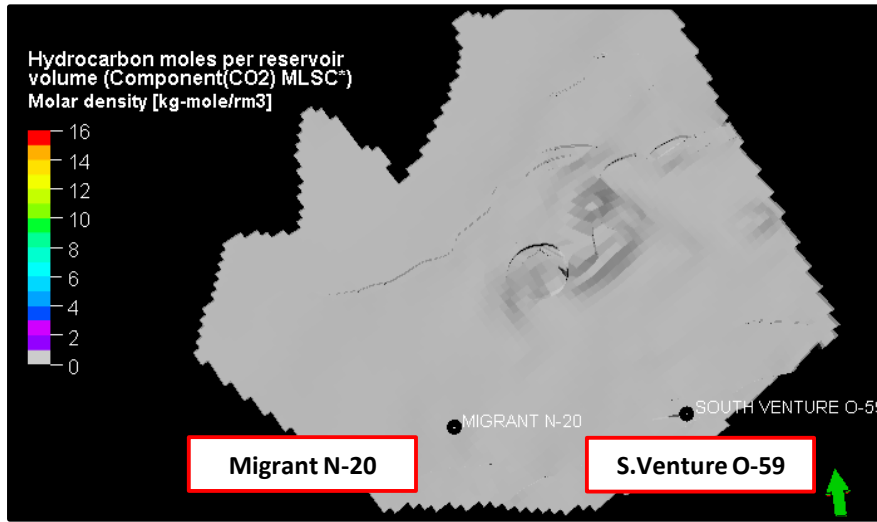 Hydrocarbon moles per reservoir
volume (Component(CO2) MLSC*)
Molar density [kg-mole/rm3]
16
14
12
10
8
6
4
2
0
MIGRANT N-20
SOUTH VENTURE O-59
Migrant N-20
S.Venture O-59